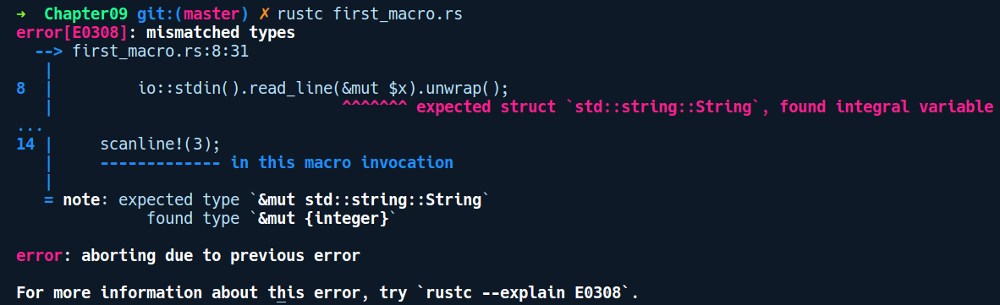 →  Chapter09 git:(master) ✗ rustc first_macro.rs
error[E0308]: mismatched types
  --> first_macro.rs:8:31
   |
8  |         io::stdin().read_line(&mut $x).unwrap();
   |                               ^^^^^^^ expected struct `std::string::String`, found integral variable
...
14 |     scanline!(3);
   |     ------------- in this macro invocation
   |
   = note: expected type `&mut std::string::String`
              found type `&mut {integer}`
error: aborting due to previous error
For more information about this error, try `rustc --explain E0308`.